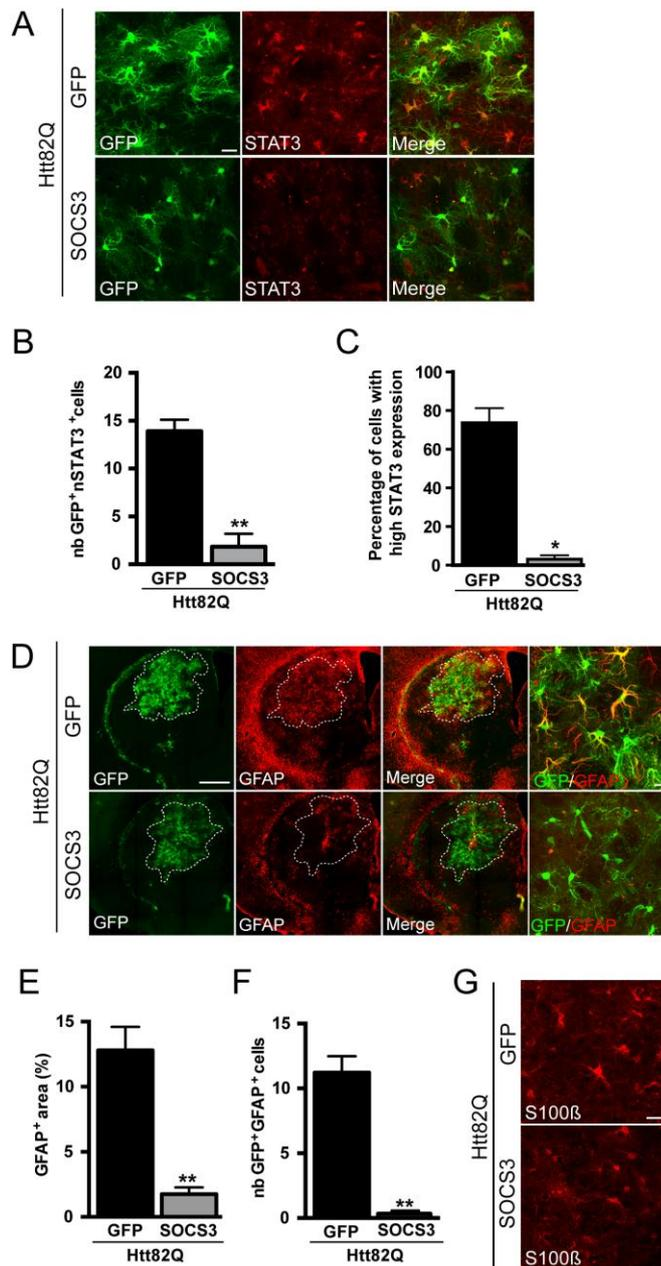 A
Htt82Q
GFP
GFP
STAT3
Merge
SOCS3
GFP
STAT3
Merge
B
nb GFP⁺nSTAT3 ⁺cells
20
15
10
5
0
**
GFP SOCS3
Htt82Q
C
Percentage of cells with
high STAT3 expression
100
80
60
40
20
0
*
GFP SOCS3
Htt82Q
D
Htt82Q
GFP
GFP
GFAP
Merge
GFP/GFAP
SOCS3
GFP
GFAP
Merge
GFP/GFAP
E
GFAP⁺ area (%)
15
10
5
0
**
GFP SOCS3
Htt82Q
F
nb GFP⁺GFAP⁺ cells
15
10
5
0
**
GFP SOCS3
Htt82Q
G
Htt82Q
GFP
S100ß
SOCS3
S100ß